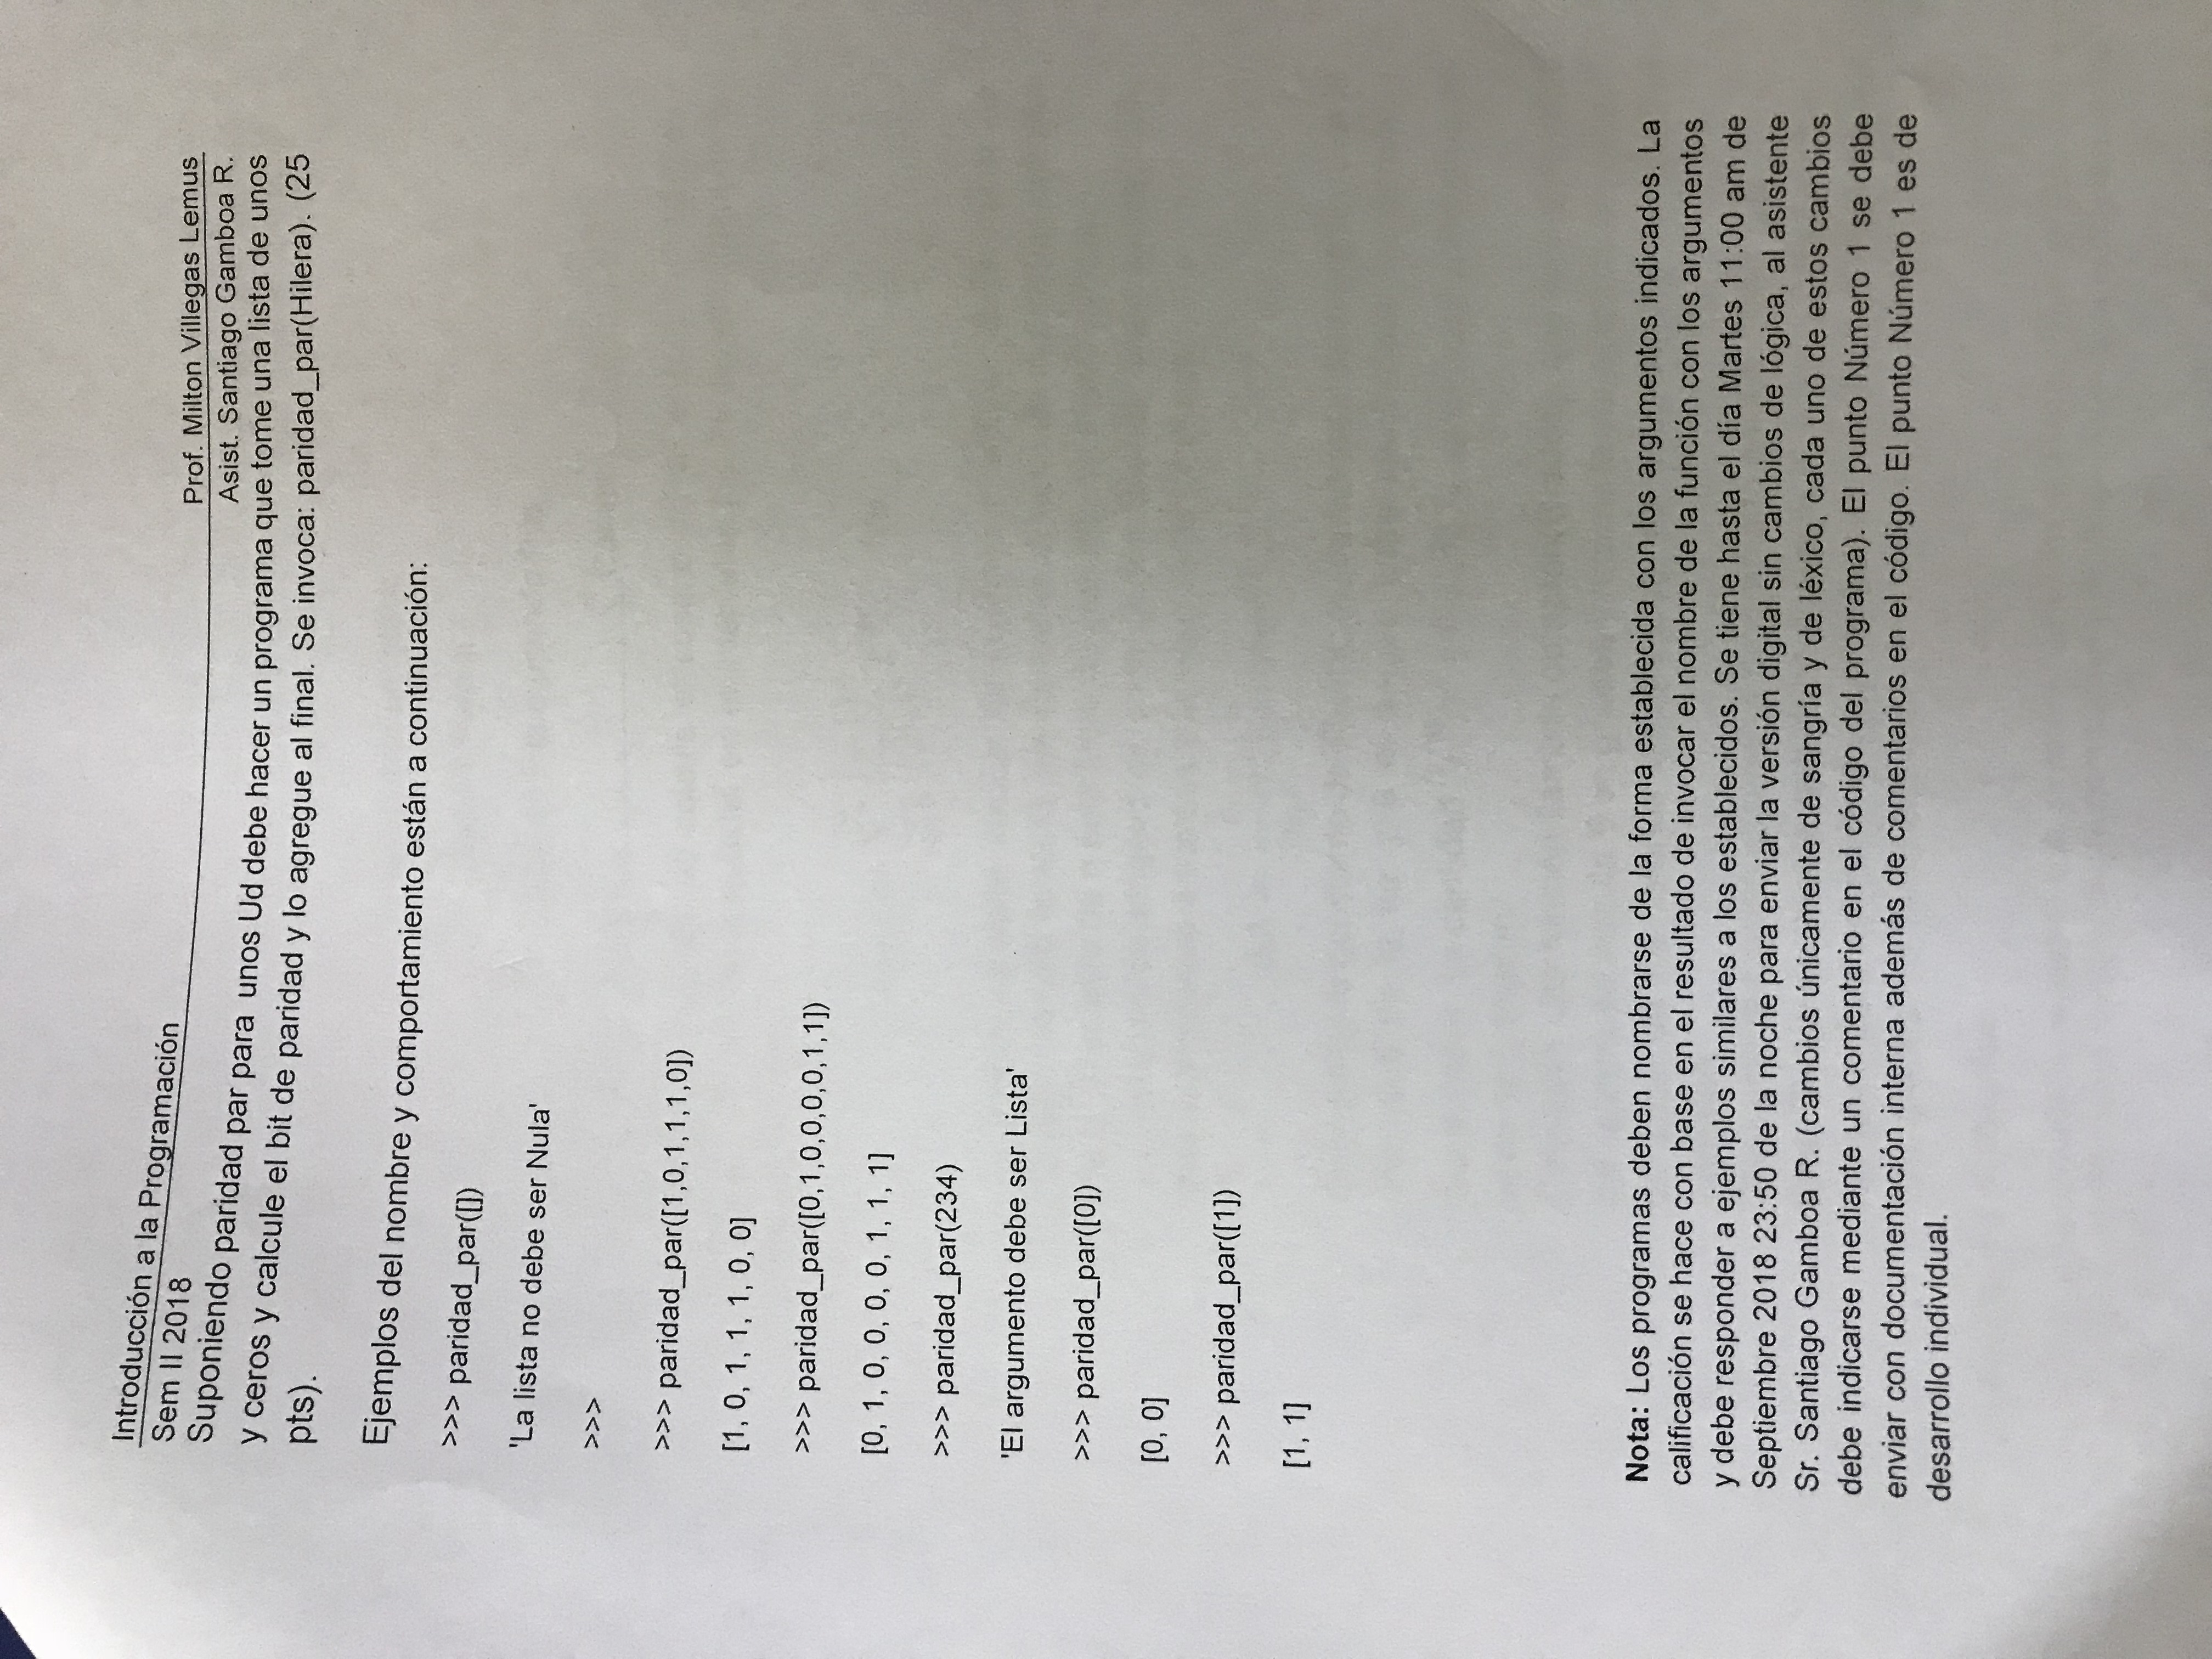 Introducción a la Programación
Sem II 2018
Prof. Milton Villegas Lemus
Asist. Santiago Gamboa R.
Suponiendo paridad par para unos Ud debe hacer un programa que tome una lista de unos
y ceros y calcule el bit de paridad y lo agregue al final. Se invoca: paridad_par(Hilera). (25
pts).
Ejemplos del nombre y comportamiento están a continuación:
>>> paridad_par([])
'La lista no debe ser Nula'
>>>
>>> paridad_par([1,0,1,1,1,0])
[1, 0, 1, 1, 1, 0, 0]
>>> paridad_par([0,1,0,0,0,0,1,1])
[0, 1, 0, 0, 0, 0, 1, 1, 1]
>>> paridad_par(234)
'El argumento debe ser Lista'
>>> paridad_par([0])
[0, 0]
>>> paridad_par([1])
[1, 1]
Nota: Los programas deben nombrarse de la forma establecida con los argumentos indicados. La
calificación se hace con base en el resultado de invocar el nombre de la función con los argumentos
y debe responder a ejemplos similares a los establecidos. Se tiene hasta el día Martes 11:00 am de
Septiembre 2018 23:50 de la noche para enviar la versión digital sin cambios de lógica, al asistente
Sr. Santiago Gamboa R. (cambios únicamente de sangría y de léxico, cada uno de estos cambios
debe indicarse mediante un comentario en el código del programa). El punto Número 1 se debe
enviar con documentación interna además de comentarios en el código. El punto Número 1 es de
desarrollo individual.